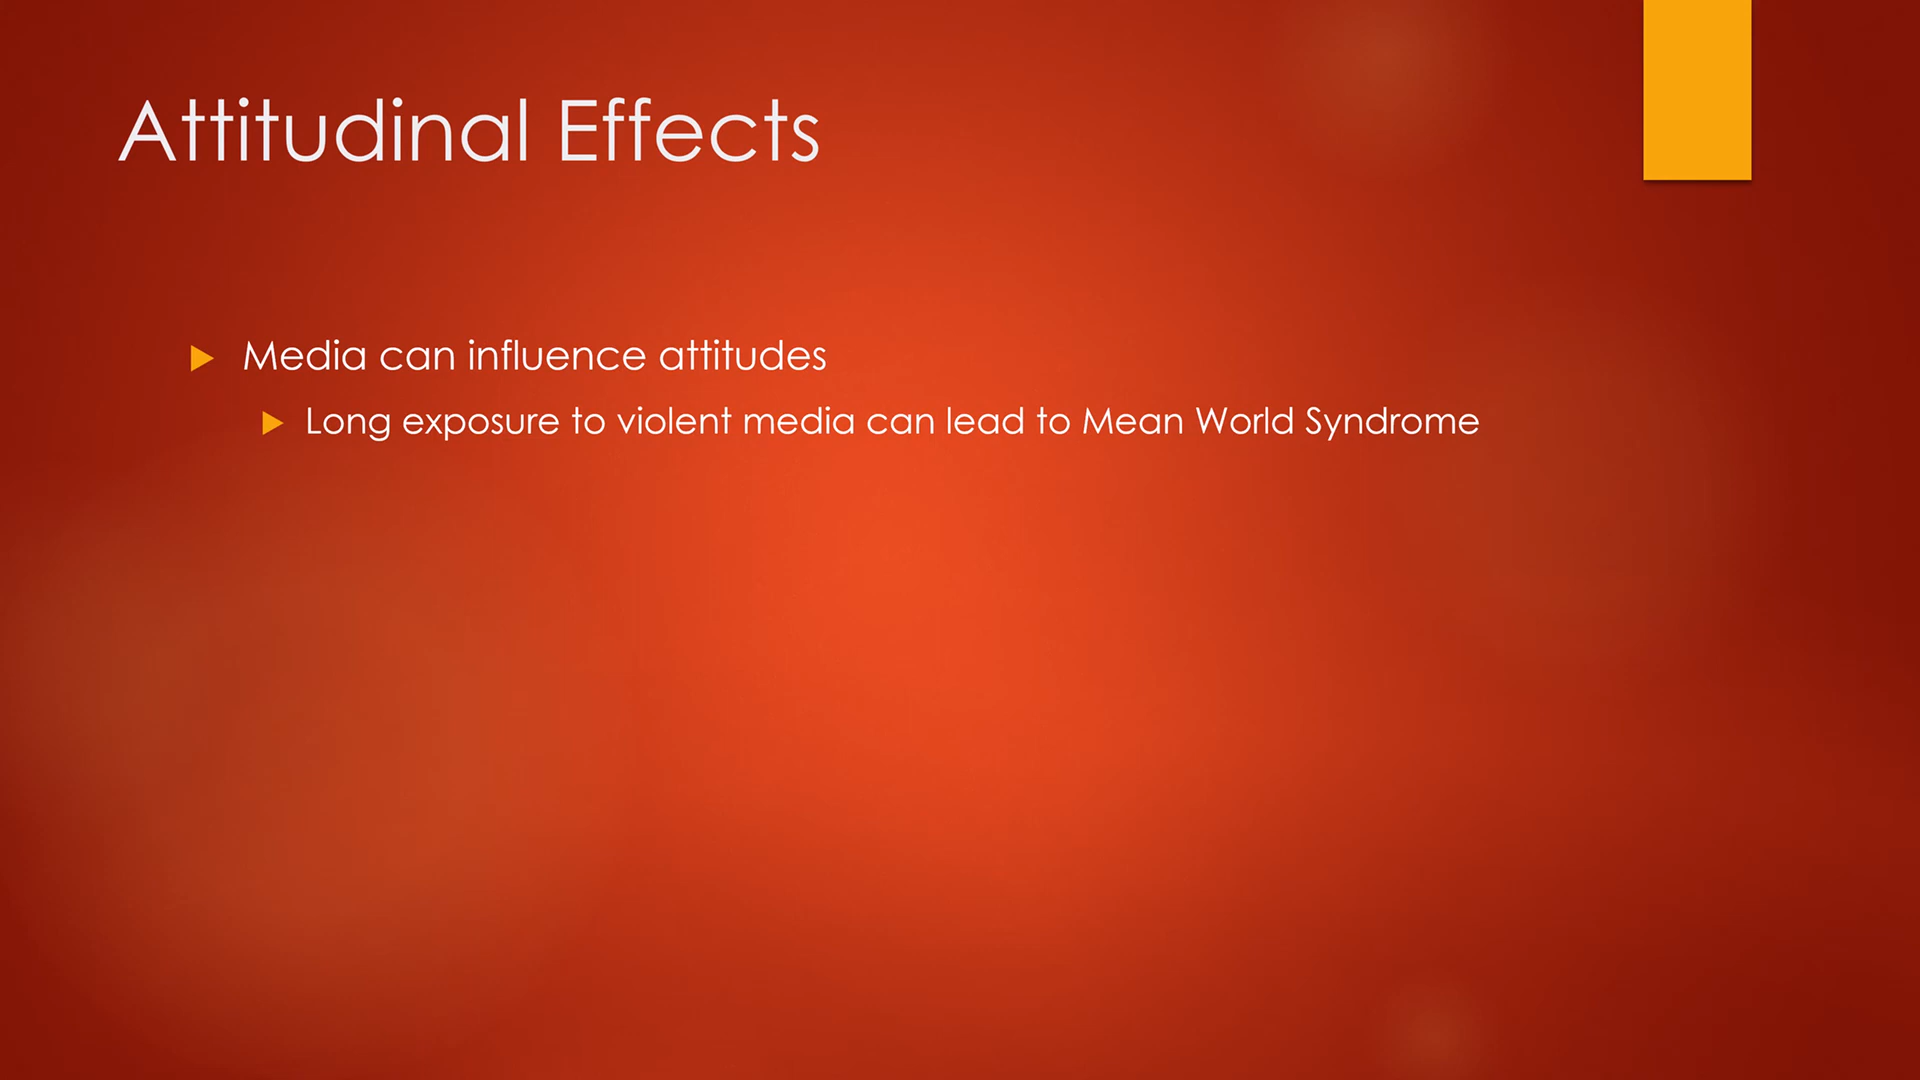 Attitudinal Effects
Media can influence attitudes
Long exposure to violent media can lead to Mean World Syndrome